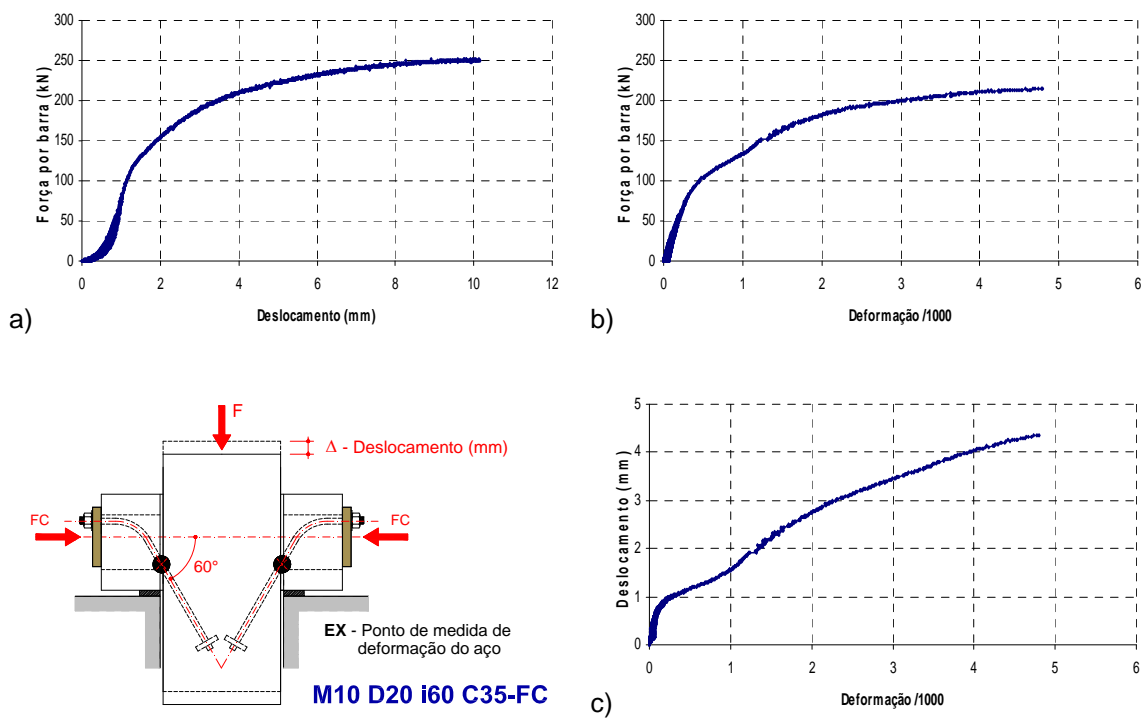 300
250
200
150
100
50
0
Força por barra (kN)
0 2 4 6 8 10 12
Deslocamento (mm)
a)
300
250
200
150
100
50
0
Força por barra (kN)
0 1 2 3 4 5 6
Deformação /1000
b)
F
Δ - Deslocamento (mm)
FC
FC
60°
EX - Ponto de medida de
deformação do aço
M10 D20 i60 C35-FC
5
4
3
2
1
0
Deslocamento (mm)
0 1 2 3 4 5 6
Deformação /1000
c)